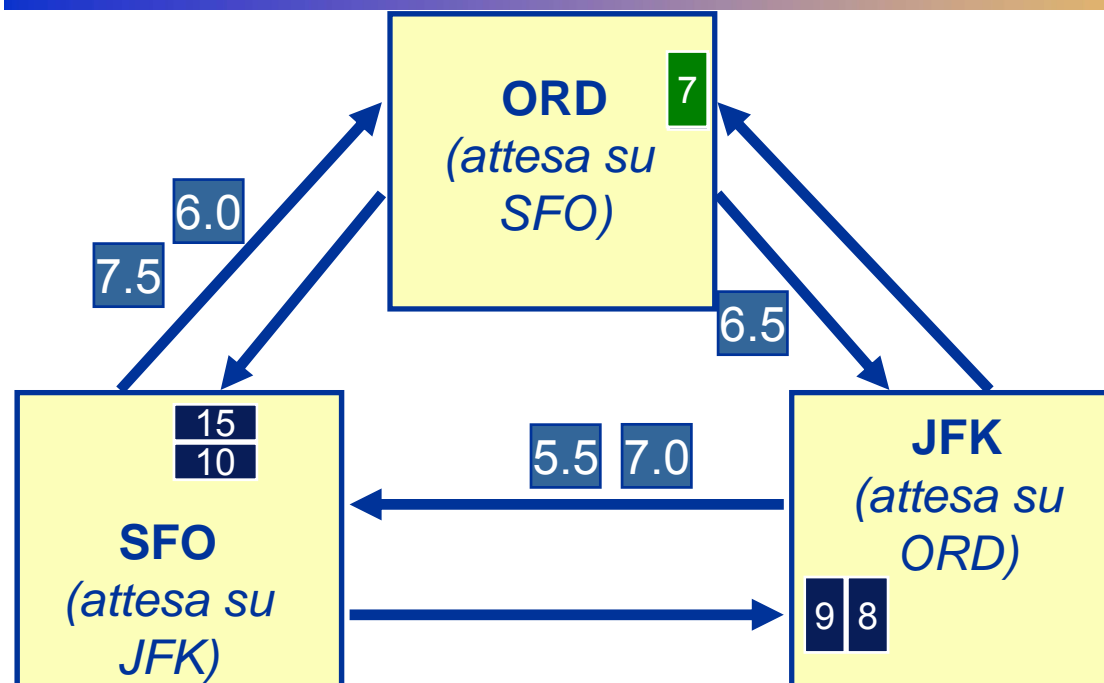 ORD
(attesa su
SFO)
7
6.0
7.5
6.5
15
10
SFO
(attesa su
JFK)
5.5 7.0
JFK
(attesa su
ORD)
9 8